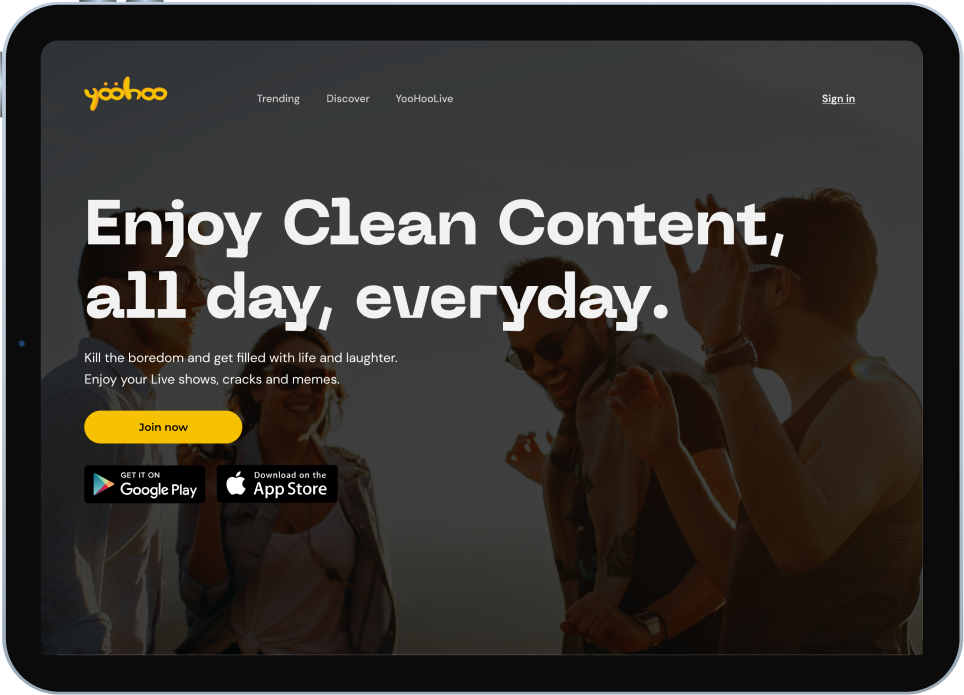 yoohoo
Trending Discover YooHooLive Sign in
Enjoy Clean Content,
all day, everyday.
Kill the boredom and get filled with life and laughter.
Enjoy your Live shows, cracks and memes.
Join now
GET IT ON
Google Play
Download on the
App Store